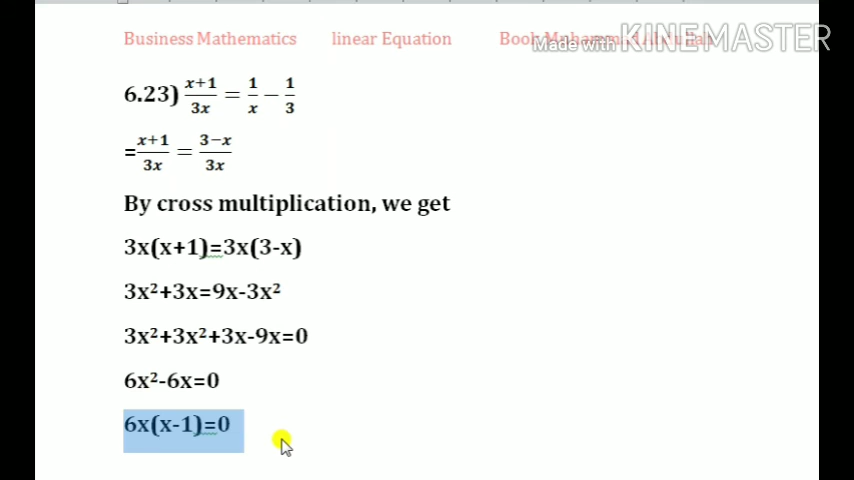 Business Mathematics linear Equation Book
Made with KINEMASTER
6.23) x+1/3x = 1/x − 1/3
=x+1/3x = 3−x/3x
By cross multiplication, we get
3x(x+1)=3x(3-x)
3x²+3x=9x-3x²
3x²+3x²+3x-9x=0
6x²-6x=0
6x(x-1)=0